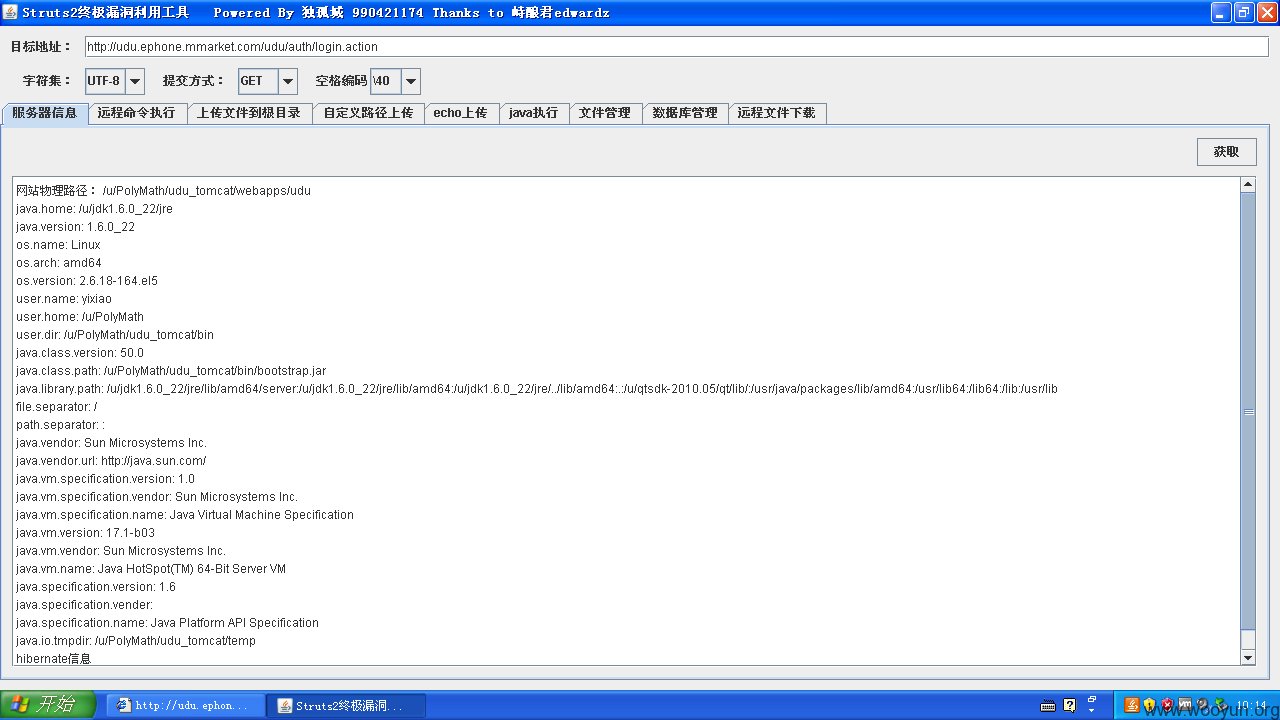 Struts2终极漏洞利用工具 Powered By 独孤城 990421174 Thanks to 峙酿君edwardz
目标地址： http://udu.ephone.mmarket.com/udu/auth/login.action
字符集： UTF-8 提交方式： GET 空格编码 \40
服务器信息 远程命令执行 上传文件到根目录 自定义路径上传 echo上传 java执行 文件管理 数据库管理 远程文件下载
获取
网站物理路径： /u/PolyMath/udu_tomcat/webapps/udu
java.home: /u/jdk1.6.0_22/jre
java.version: 1.6.0_22
os.name: Linux
os.arch: amd64
os.version: 2.6.18-164.el5
user.name: yixiao
user.home: /u/PolyMath
user.dir: /u/PolyMath/udu_tomcat/bin
java.class.version: 50.0
java.class.path: /u/PolyMath/udu_tomcat/bin/bootstrap.jar
java.library.path: /u/jdk1.6.0_22/jre/lib/amd64/server:/u/jdk1.6.0_22/jre/lib/amd64:/u/jdk1.6.0_22/jre/../lib/amd64:.:/u/qtsdk-2010.05/qt/lib/:/usr/java/packages/lib/amd64:/usr/lib64:/lib64:/lib:/usr/lib
file.separator: /
path.separator: :
java.vendor: Sun Microsystems Inc.
java.vendor.url: http://java.sun.com/
java.vm.specification.version: 1.0
java.vm.specification.vendor: Sun Microsystems Inc.
java.vm.specification.name: Java Virtual Machine Specification
java.vm.version: 17.1-b03
java.vm.vendor: Sun Microsystems Inc.
java.vm.name: Java HotSpot(TM) 64-Bit Server VM
java.specification.version: 1.6
java.specification.vender:
java.specification.name: Java Platform API Specification
java.io.tmpdir: /u/PolyMath/udu_tomcat/temp
hibernate信息
开始 http://udu.ephon... Struts2终极漏洞... 10:14
www.wooyun.org